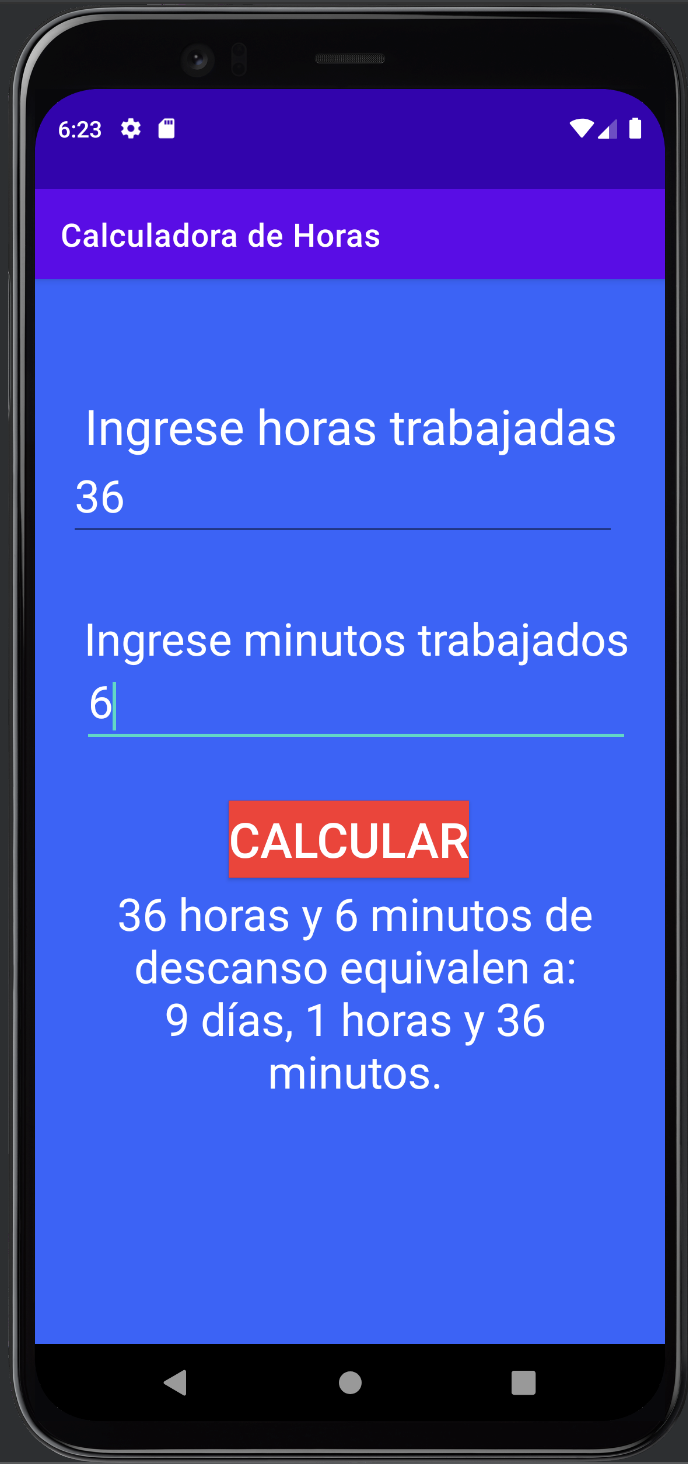 6:23
Calculadora de Horas
Ingrese horas trabajadas
36
Ingrese minutos trabajados
6
CALCULAR
36 horas y 6 minutos de
descanso equivalen a:
9 días, 1 horas y 36
minutos.